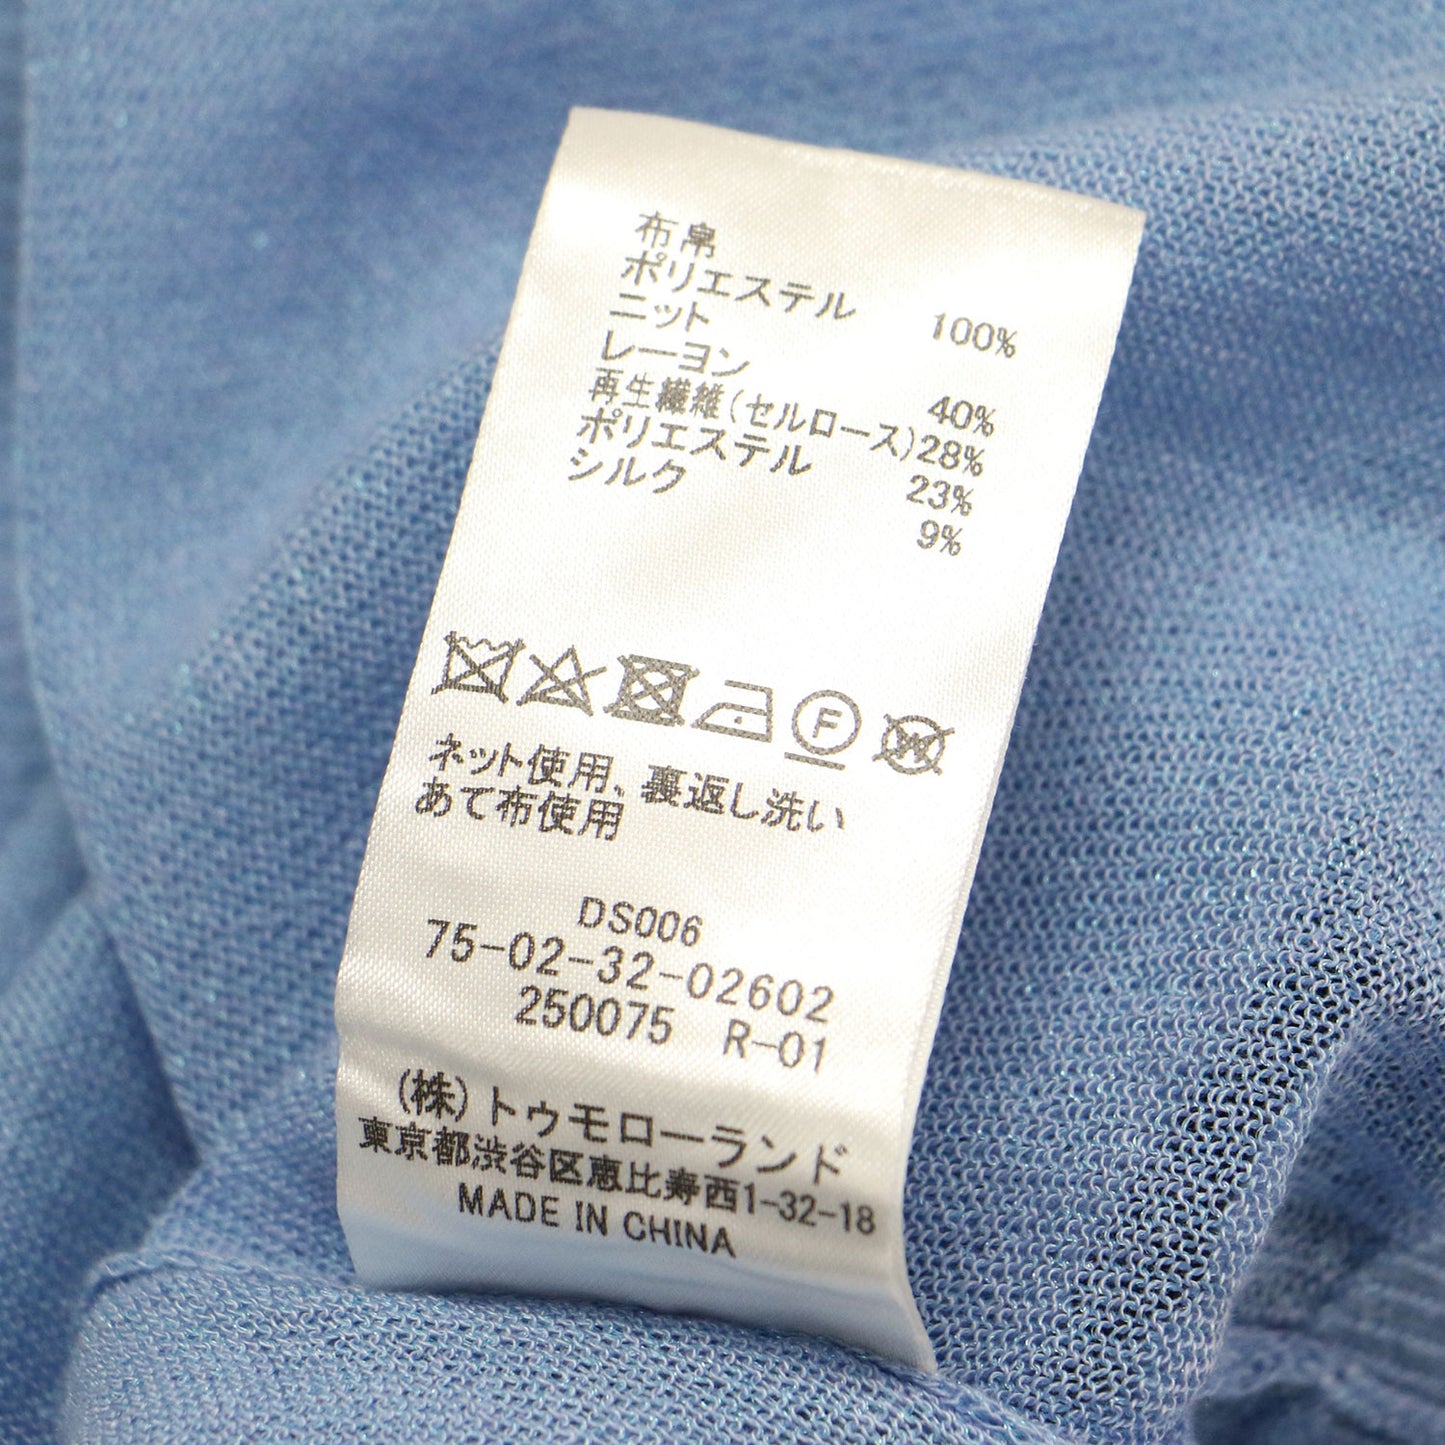 布帛
ポリエステル 100%
ニット
レーヨン 40%
再生繊維(セルロース)28%
ポリエステル 23%
シルク 9%
F W
ネット使用、裏返し洗い
あて布使用
DS006
75-02-32-02602
250075 R-01
(株)トゥモローランド
東京都渋谷区恵比寿西1-32-18
MADE IN CHINA